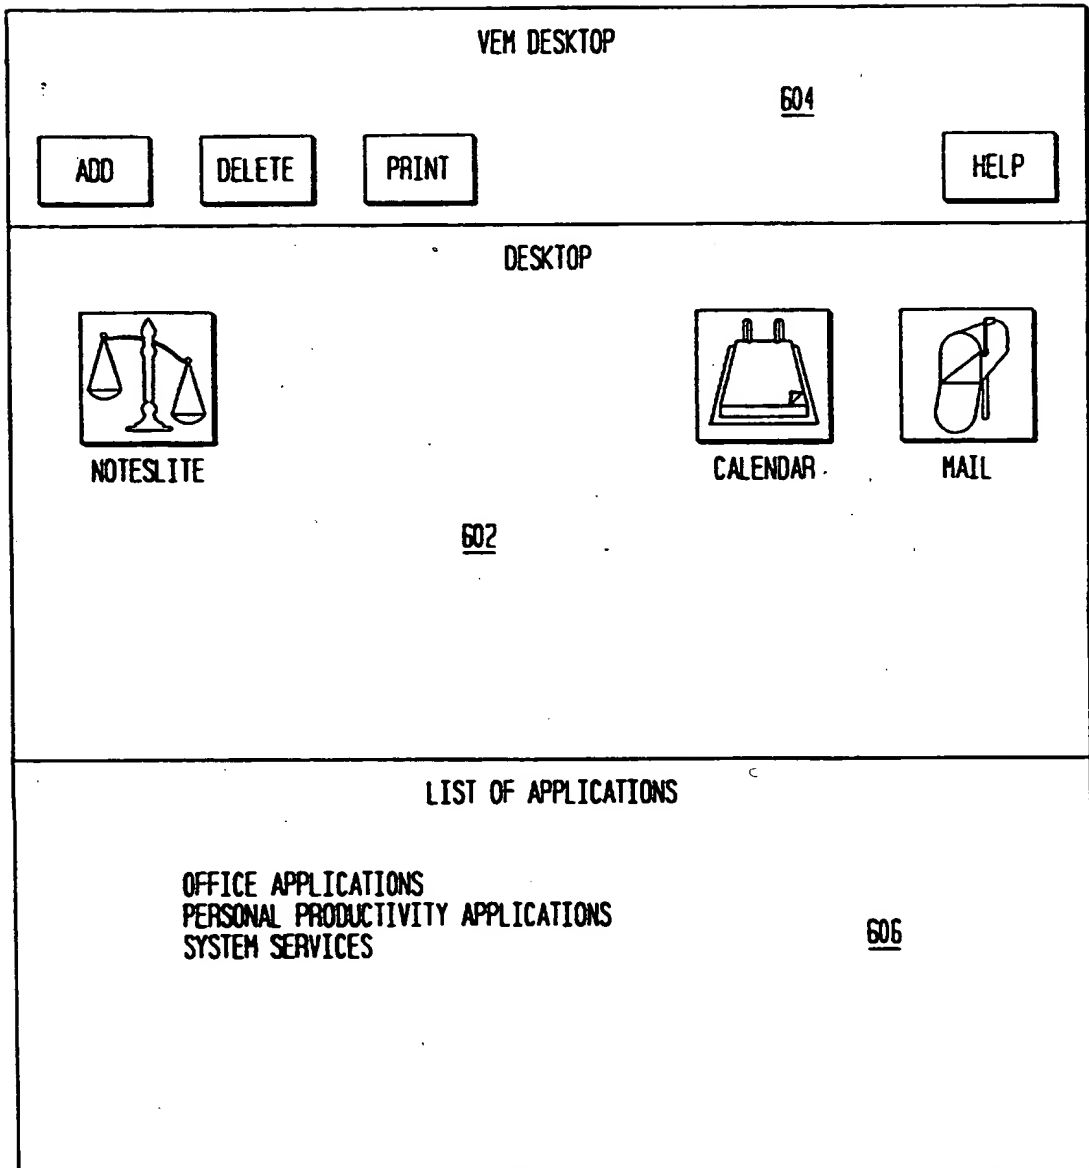 VEM DESKTOP
604
ADD DELETE PRINT HELP
DESKTOP
NOTESLITE CALENDAR MAIL
602
LIST OF APPLICATIONS
OFFICE APPLICATIONS
PERSONAL PRODUCTIVITY APPLICATIONS
SYSTEM SERVICES
606